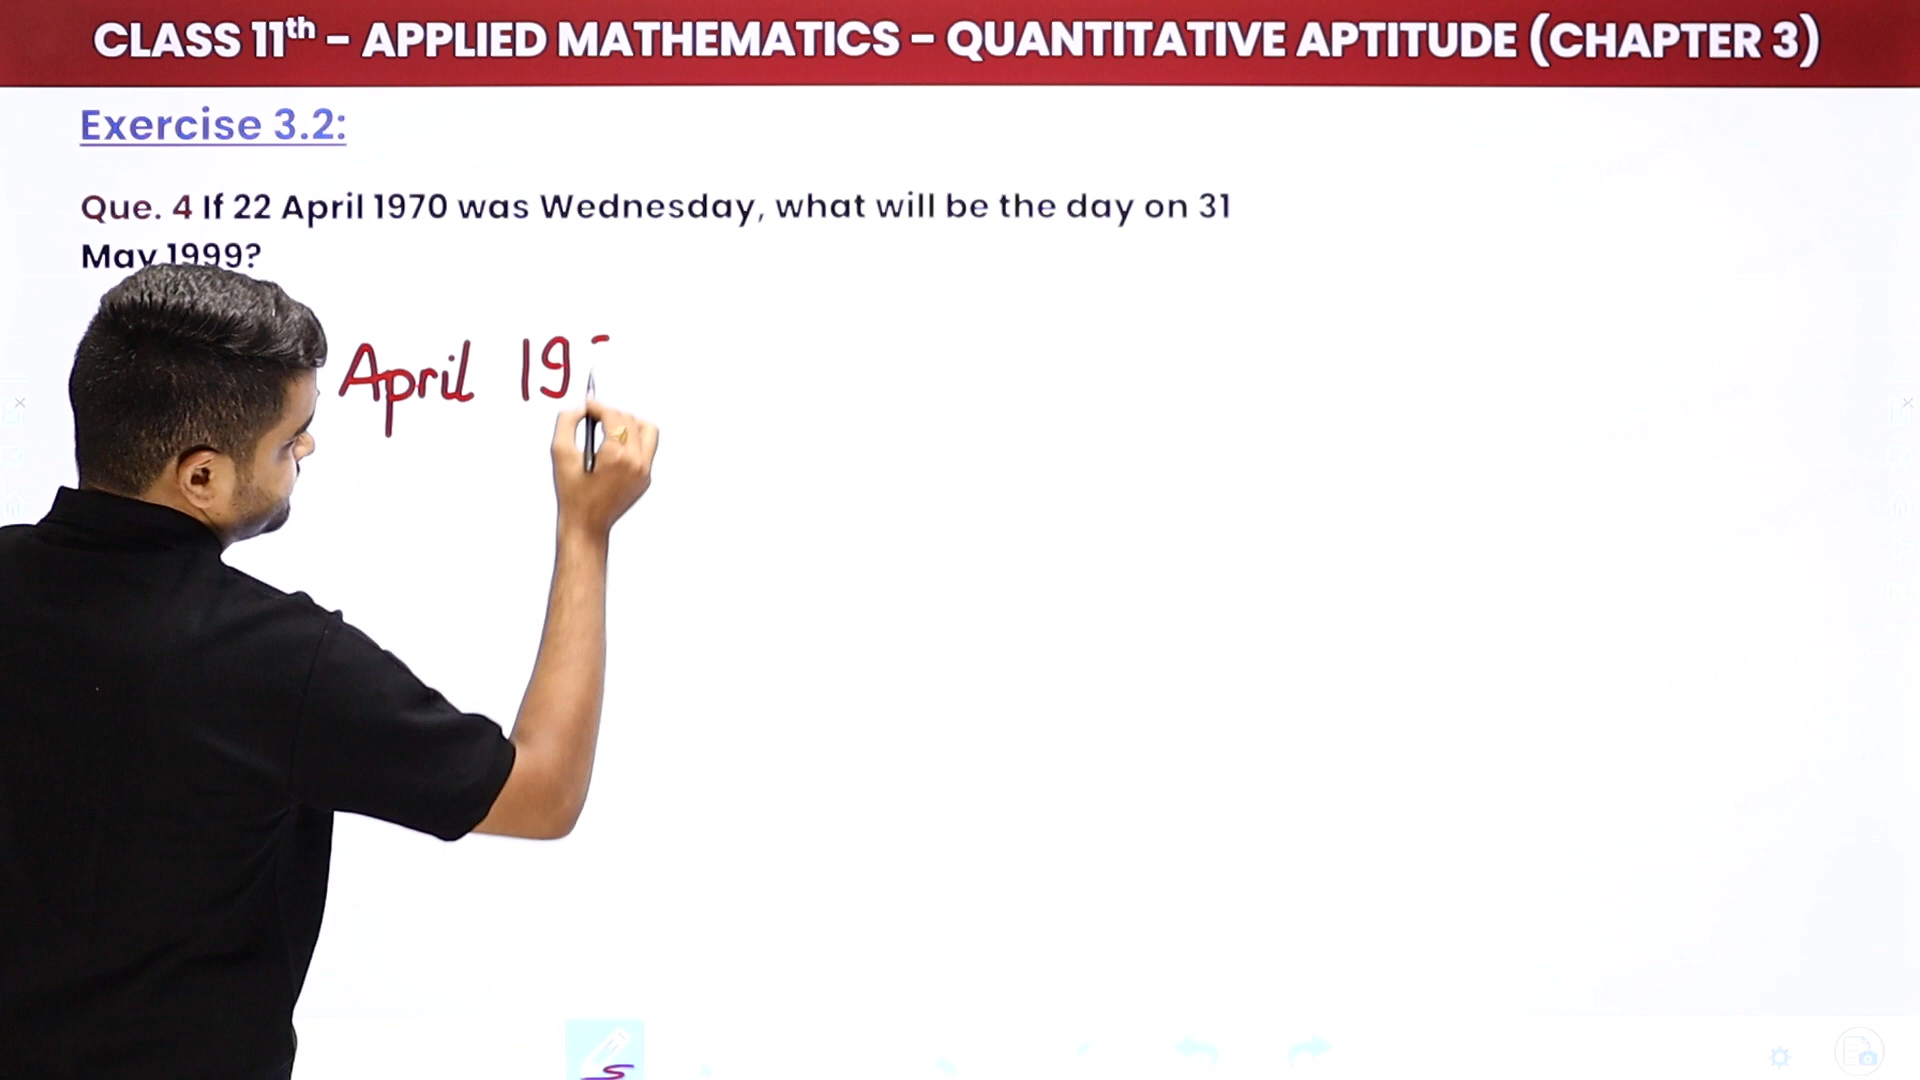 CLASS 11th - APPLIED MATHEMATICS - QUANTITATIVE APTITUDE (CHAPTER 3)
Exercise 3.2:
Que. 4 If 22 April 1970 was Wednesday, what will be the day on 31
May 1999?
April 19